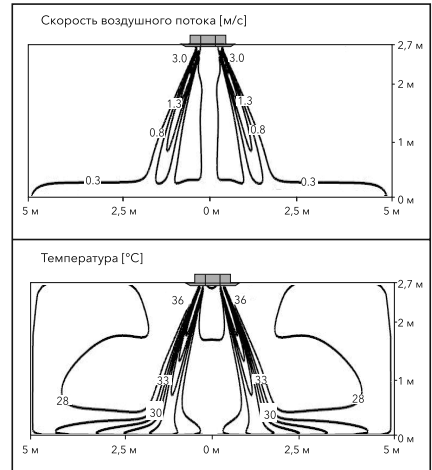 Скорость воздушного потока [м/с]
2,7 м
3.0 3.0
2 м
1.3 1.3
0.8 0.8
1 м
0.3 0.3
0 м
5 м 2,5 м 0 м 2,5 м 5 м
Температура [°C]
2,7 м
36 36
2 м
33 33
1 м
28 28
30 30
0 м
5 м 2,5 м 0 м 2,5 м 5 м